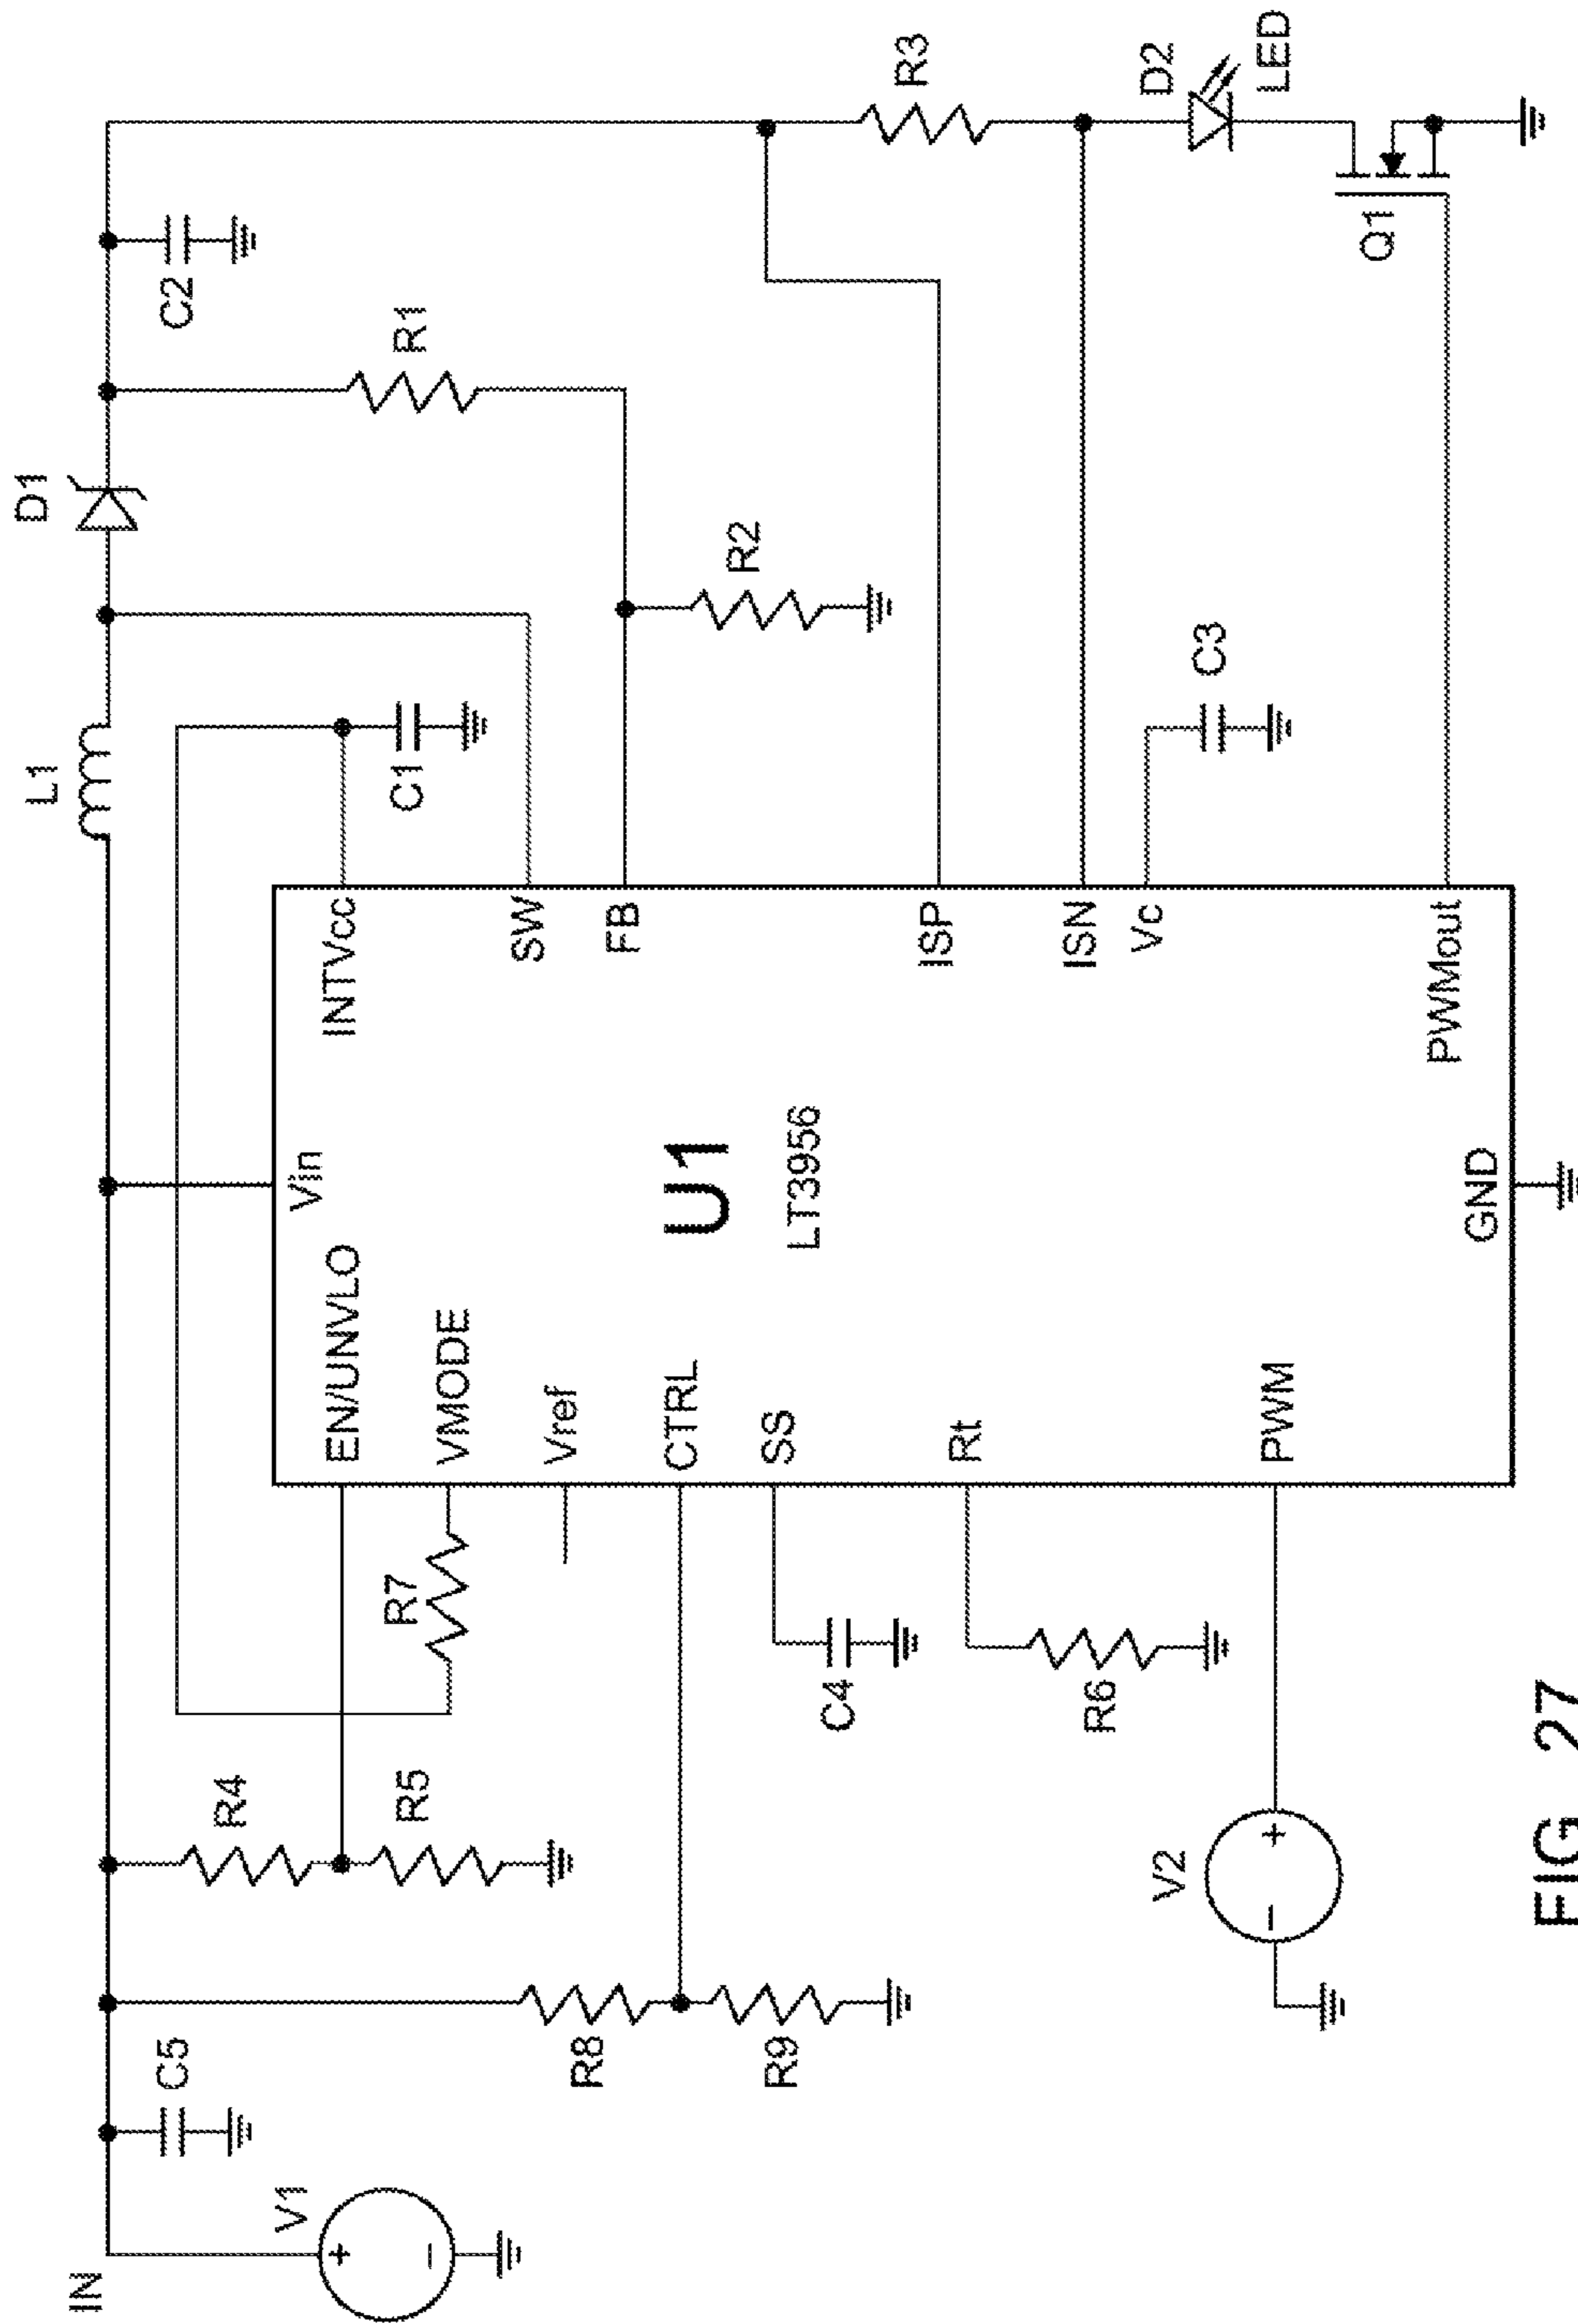 IN
V1
+
−
C5
R8
R9
R4
R5
R7
L1
D1
C2
R1
R2
C1
R3
D2
LED
Q1
C3
C4
R6
V2
−
+
Vin
EN/UNVLO
VMODE
Vref
CTRL
SS
Rt
PWM
U1
LT3956
INTVcc
SW
FB
ISP
ISN
Vc
PWMout
GND
FIG. 27